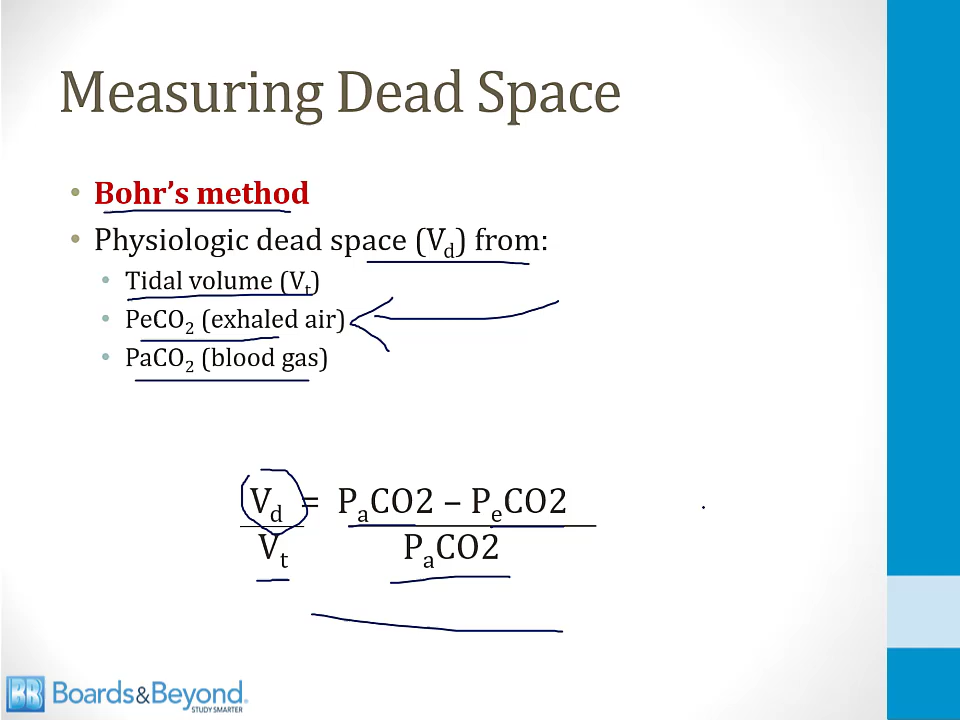 Measuring Dead Space
• Bohr's method
• Physiologic dead space (Vd) from:
• Tidal volume (Vt)
• PeCO2 (exhaled air)
• PaCO2 (blood gas)
Vd = PaCO2 – PeCO2
Vt PaCO2
BB Boards&Beyond.
STUDY SMARTER